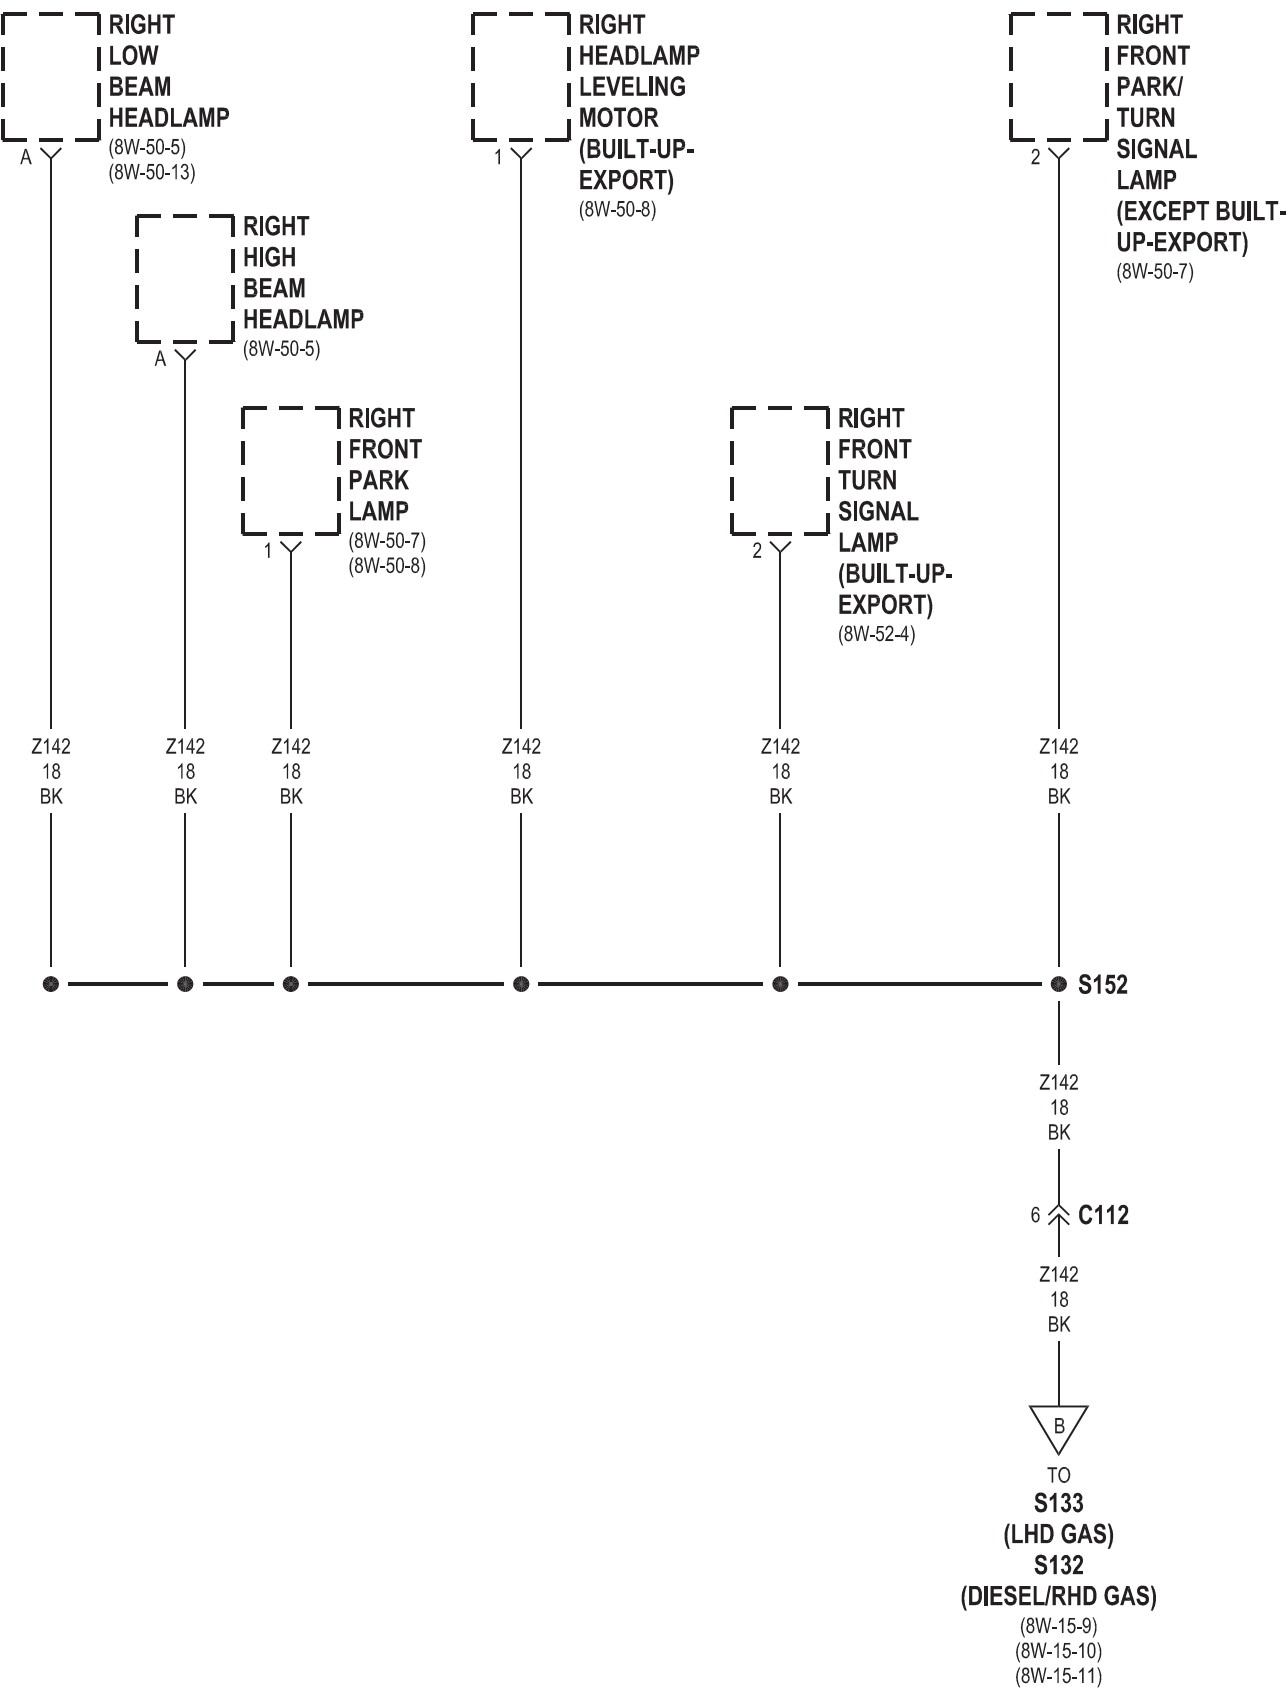 RIGHT
LOW
BEAM
HEADLAMP
(8W-50-5)
(8W-50-13)
A
RIGHT
HIGH
BEAM
HEADLAMP
(8W-50-5)
A
RIGHT
FRONT
PARK
LAMP
(8W-50-7)
(8W-50-8)
1
RIGHT
HEADLAMP
LEVELING
MOTOR
(BUILT-UP-
EXPORT)
(8W-50-8)
1
RIGHT
FRONT
TURN
SIGNAL
LAMP
(BUILT-UP-
EXPORT)
(8W-52-4)
2
RIGHT
FRONT
PARK/
TURN
SIGNAL
LAMP
(EXCEPT BUILT-
UP-EXPORT)
(8W-50-7)
2
Z142
18
BK
Z142
18
BK
Z142
18
BK
Z142
18
BK
Z142
18
BK
Z142
18
BK
S152
Z142
18
BK
6 C112
Z142
18
BK
B
TO
S133
(LHD GAS)
S132
(DIESEL/RHD GAS)
(8W-15-9)
(8W-15-10)
(8W-15-11)